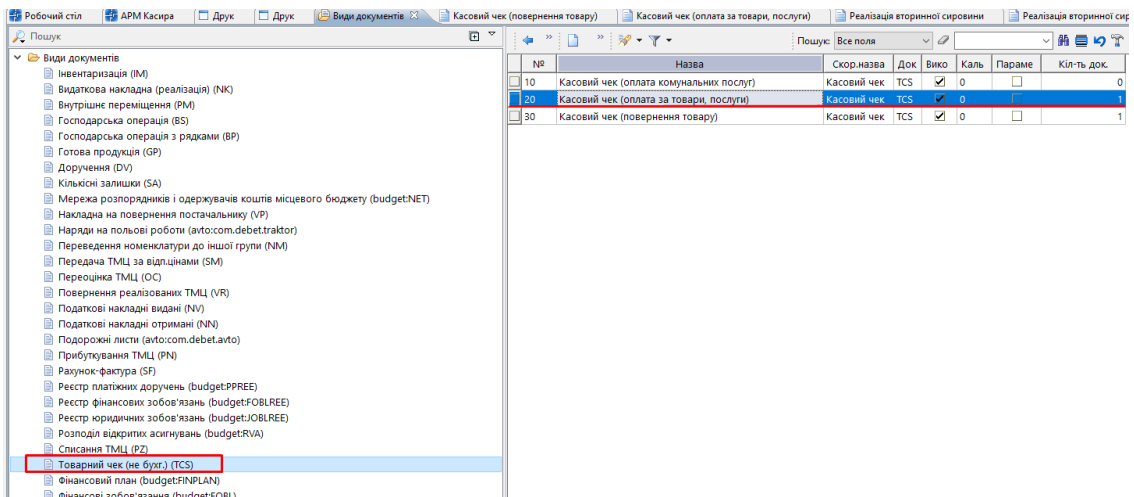 Робочий стіл АРМ Касира Друк Друк Види документів Касовий чек (повернення товару) Касовий чек (оплата за товари, послуги) Реалізація вторинної сировини Реалізація вторинної сир
Пошук
Пошук: Все поля
Види документів
Інвентаризація (IM)
Видаткова накладна (реалізація) (NK)
Внутрішнє переміщення (PM)
Господарська операція (BS)
Господарська операція з рядками (BP)
Готова продукція (GP)
Доручення (DV)
Кількісні залишки (SA)
Мережа розпорядників і одержувачів коштів місцевого бюджету (budget:NET)
Накладна на повернення постачальнику (VP)
Наряди на польові роботи (avto:com.debet.traktor)
Переведення номенклатури до іншої групи (NM)
Передача ТМЦ за відп.цінами (SM)
Переоцінка ТМЦ (OC)
Повернення реалізованих ТМЦ (VR)
Податкові накладні видані (NV)
Податкові накладні отримані (NN)
Подорожні листи (avto:com.debet.avto)
Прибуткування ТМЦ (PN)
Рахунок-фактура (SF)
Реєстр платіжних доручень (budget:PPREE)
Реєстр фінансових зобов'язань (budget:FOBLREE)
Реєстр юридичних зобов'язань (budget:JOBLREE)
Розподіл відкритих асигнувань (budget:RVA)
Списання ТМЦ (PZ)
Товарний чек (не бухг.) (TCS)
Фінансовий план (budget:FINPLAN)
Фінансові зобов'язання (budget:FOBL)
№ Назва Скор.назва Док Вико Каль Параме Кіл-ть док.
10 Касовий чек (оплата комунальних послуг) Касовий чек TCS 0 0
20 Касовий чек (оплата за товари, послуги) Касовий чек TCS 0 1
30 Касовий чек (повернення товару) Касовий чек TCS 0 1